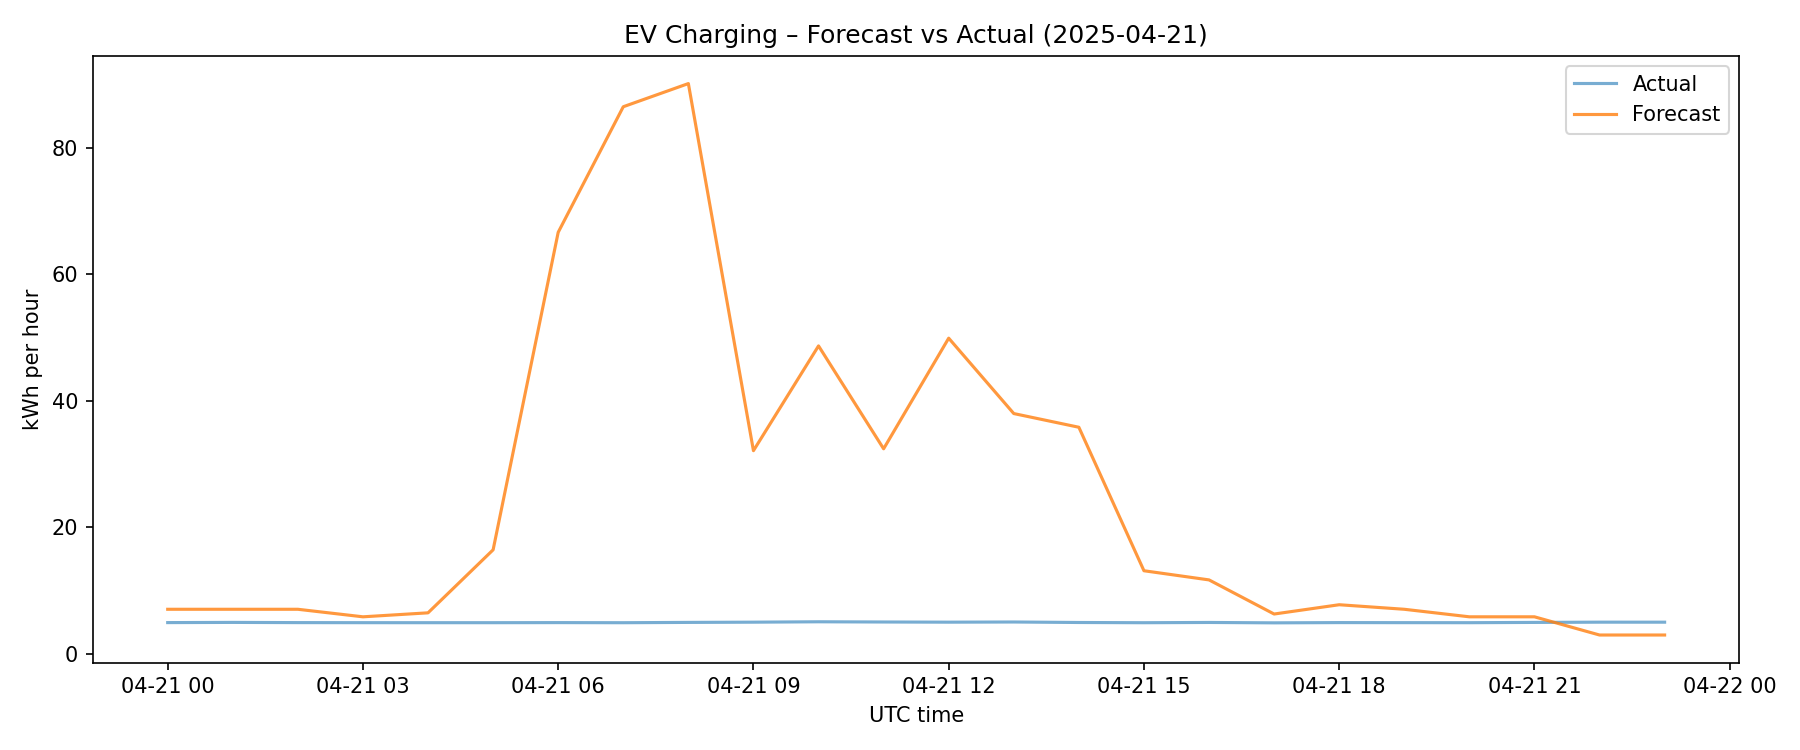 EV Charging – Forecast vs Actual (2025-04-21)
Actual
Forecast
kWh per hour
80
60
40
20
0
04-21 00
04-21 03
04-21 06
04-21 09
04-21 12
04-21 15
04-21 18
04-21 21
04-22 00
UTC time